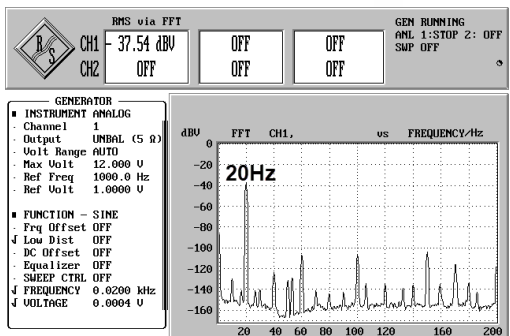 RMS via FFT
R S
CH1 - 37.54 dBV OFF OFF
CH2 OFF OFF OFF
GEN RUNNING
ANL 1:STOP 2: OFF
SWP OFF
GENERATOR
INSTRUMENT ANALOG
Channel 1
Output UNBAL (5 Ω)
Volt Range AUTO
Max Volt 12.000 V
Ref Freq 1000.0 Hz
Ref Volt 1.0000 V
FUNCTION - SINE
Frq Offset OFF
Low Dist OFF
DC Offset OFF
Equalizer OFF
SWEEP CTRL OFF
FREQUENCY 0.0200 kHz
VOLTAGE 0.0004 V
dBV FFT CH1, vs FREQUENCY/Hz
0
-20
20Hz
-40
-60
-80
-100
-120
-140
-160
20 40 60 80 100 120 160 200